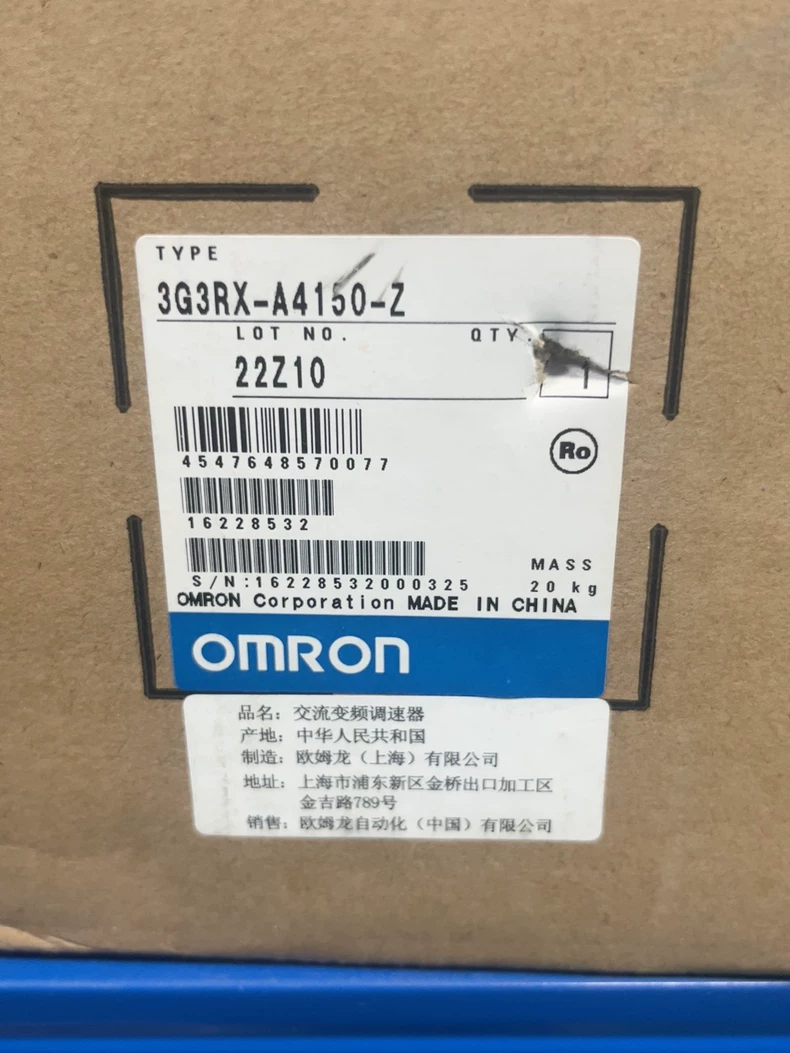 TYPE
3G3RX-A4150-Z
LOT NO. QTY.
22Z10 1
4547648570077
Ro
16228532
MASS
S/N:16228532000325 20 kg
OMRON Corporation MADE IN CHINA
OMRON
品名：交流变频调速器
产地：中华人民共和国
制造：欧姆龙（上海）有限公司
地址：上海市浦东新区金桥出口加工区
金吉路789号
销售：欧姆龙自动化（中国）有限公司